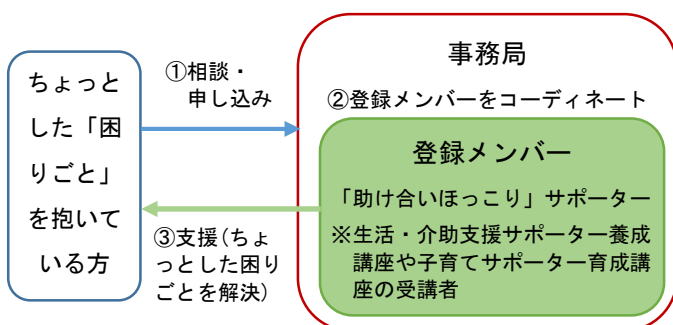 ちょっと
した「困
りごと」
を抱いて
いる方
①相談・
申し込み
事務局
②登録メンバーをコーディネート
登録メンバー
「助け合いほっこり」サポーター
※生活・介助支援サポーター養成
講座や子育てサポーター育成講
座の受講者
③支援(ちょ
っとした困り
ごとを解決)